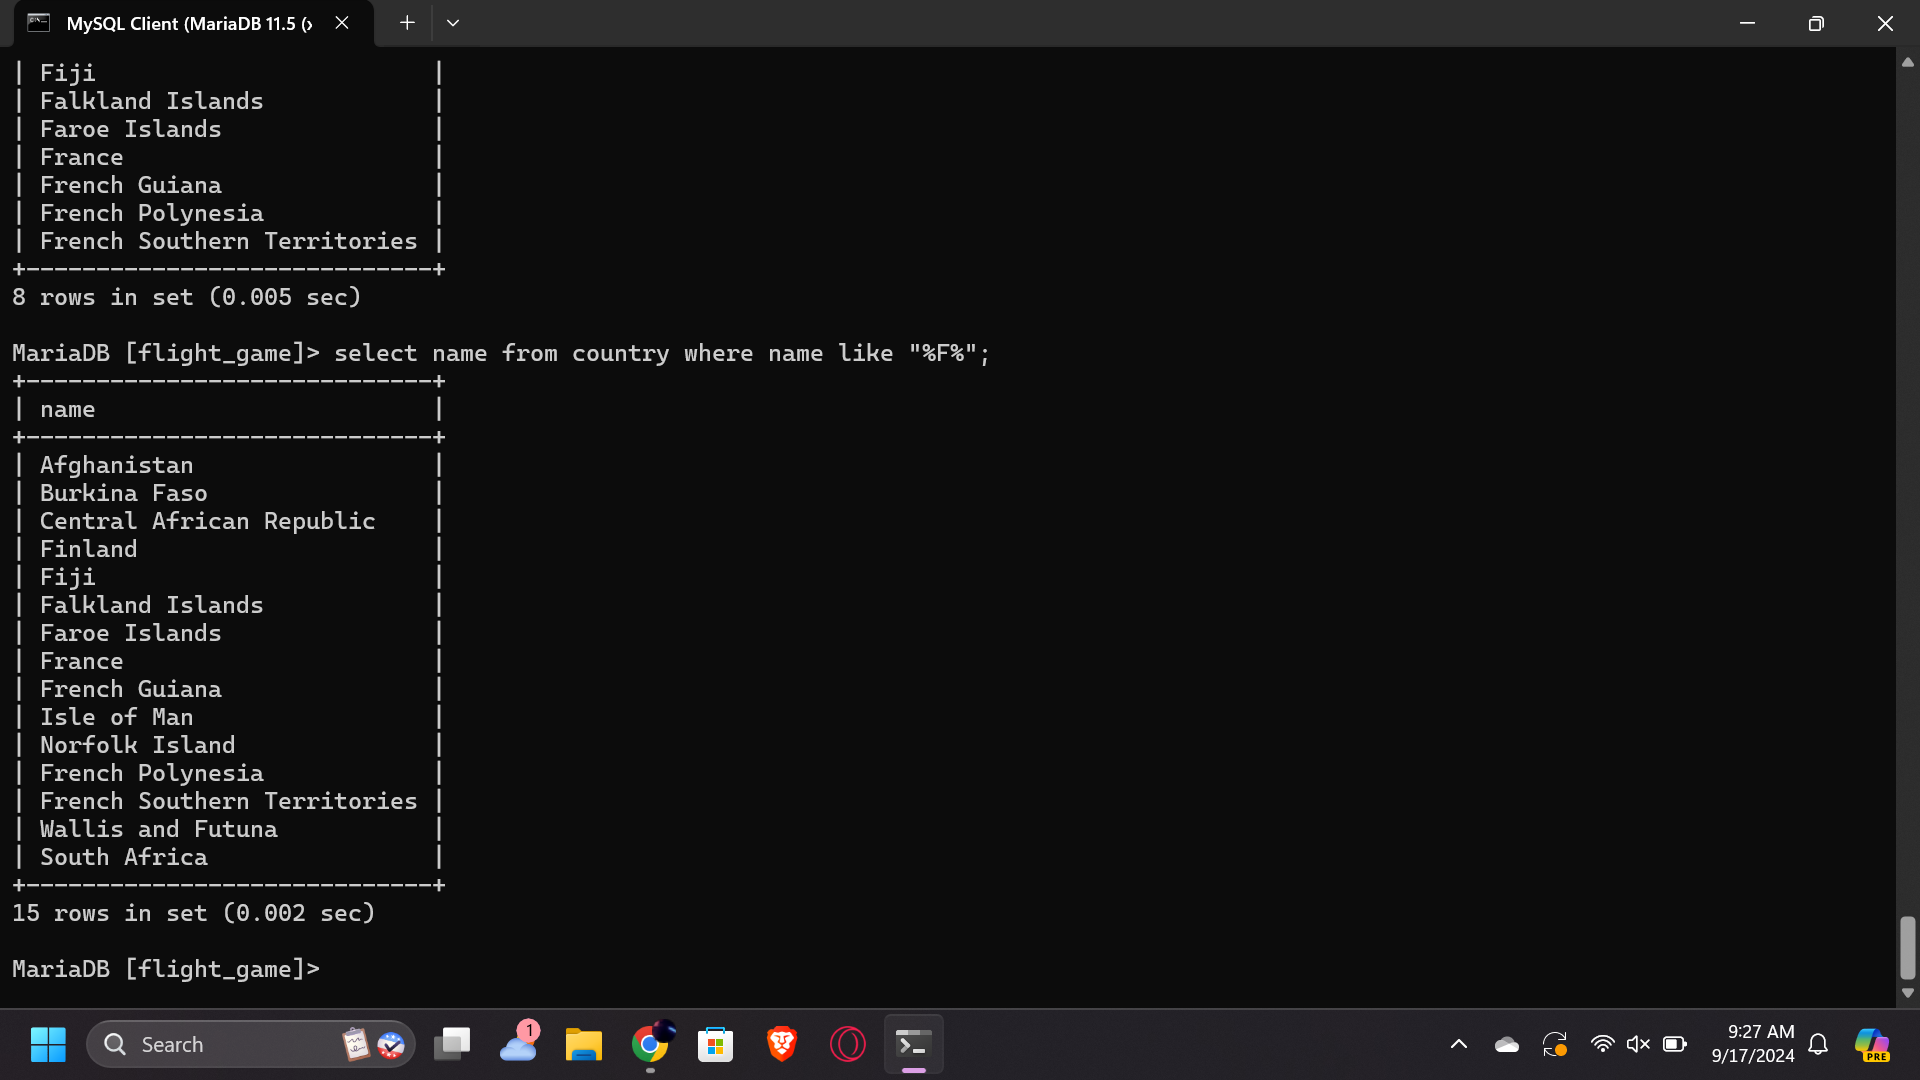 MySQL Client (MariaDB 11.5 (x
| Fiji                        |
| Falkland Islands            |
| Faroe Islands               |
| France                      |
| French Guiana               |
| French Polynesia            |
| French Southern Territories |
+-----------------------------+
8 rows in set (0.005 sec)
MariaDB [flight_game]> select name from country where name like "%F%";
+-----------------------------+
| name                        |
+-----------------------------+
| Afghanistan                 |
| Burkina Faso                |
| Central African Republic    |
| Finland                     |
| Fiji                        |
| Falkland Islands            |
| Faroe Islands               |
| France                      |
| French Guiana               |
| Isle of Man                 |
| Norfolk Island              |
| French Polynesia            |
| French Southern Territories |
| Wallis and Futuna           |
| South Africa                |
+-----------------------------+
15 rows in set (0.002 sec)
MariaDB [flight_game]>
Search
1
9:27 AM
9/17/2024
PRE